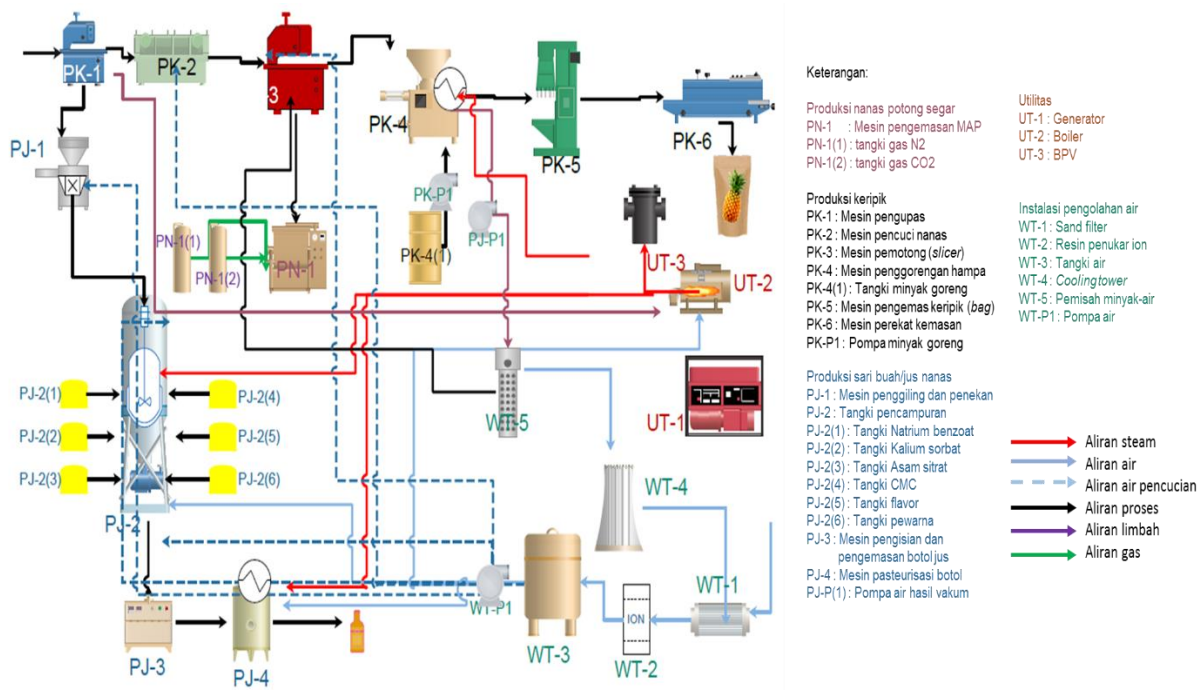 PK-1
PK-2
3
PK-4
PK-5
PK-6
PJ-1
PK-P1
PJ-P1
PK-4(1)
PN-1(1)
PN-1(2)
PN-1
UT-3
UT-2
UT-1
WT-5
PJ-2(1)
PJ-2(4)
PJ-2(2)
PJ-2(5)
PJ-2(3)
PJ-2(6)
PJ-2
WT-4
WT-1
WT-P1
ION
WT-3
WT-2
PJ-3
PJ-4
Keterangan:
Produksi nanas potong segar
PN-1 : Mesin pengemasan MAP
PN-1(1) : tangki gas N2
PN-1(2) : tangki gas CO2
Produksi keripik
PK-1 : Mesin pengupas
PK-2 : Mesin pencuci nanas
PK-3 : Mesin pemotong (slicer)
PK-4 : Mesin penggorengan hampa
PK-4(1) : Tangki minyak goreng
PK-5 : Mesin pengemas keripik (bag)
PK-6 : Mesin perekat kemasan
PK-P1 : Pompa minyak goreng
Produksi sari buah/jus nanas
PJ-1 : Mesin penggiling dan penekan
PJ-2 : Tangki pencampuran
PJ-2(1) : Tangki Natrium benzoat
PJ-2(2) : Tangki Kalium sorbat
PJ-2(3) : Tangki Asam sitrat
PJ-2(4) : Tangki CMC
PJ-2(5) : Tangki flavor
PJ-2(6) : Tangki pewarna
PJ-3 : Mesin pengisian dan
pengemasan botol jus
PJ-4 : Mesin pasteurisasi botol
PJ-P(1) : Pompa air hasil vakum
Utilitas
UT-1 : Generator
UT-2 : Boiler
UT-3 : BPV
Instalasi pengolahan air
WT-1 : Sand filter
WT-2 : Resin penukar ion
WT-3 : Tangki air
WT-4 : Coolingtower
WT-5 : Pemisah minyak-air
WT-P1 : Pompa air
Aliran steam
Aliran air
Aliran air pencucian
Aliran proses
Aliran limbah
Aliran gas